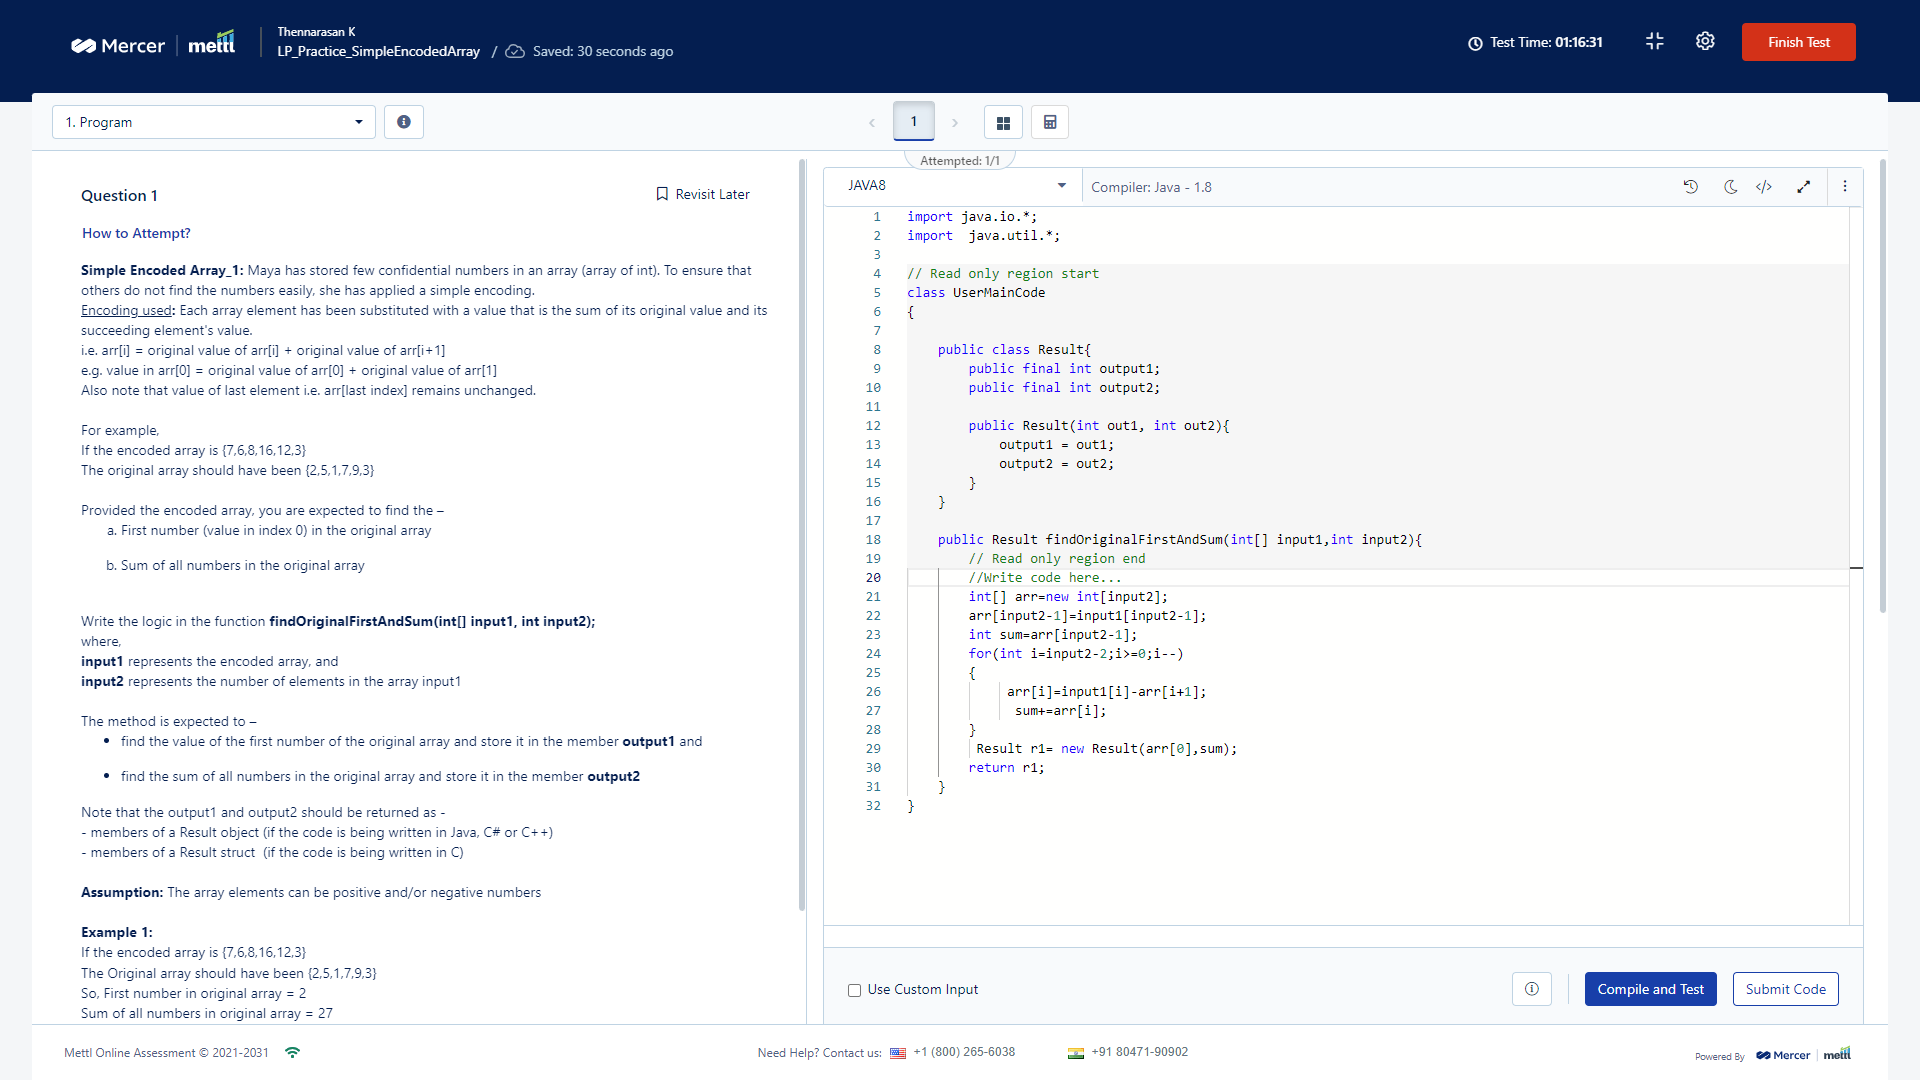 Mercer mettl
Thennarasan K
LP_Practice_SimpleEncodedArray / Saved: 30 seconds ago
Test Time: 01:16:31
Finish Test
1. Program
1
Attempted: 1/1
Question 1
Revisit Later
How to Attempt?
Simple Encoded Array_1: Maya has stored few confidential numbers in an array (array of int). To ensure that
others do not find the numbers easily, she has applied a simple encoding.
Encoding used: Each array element has been substituted with a value that is the sum of its original value and its
succeeding element's value.
i.e. arr[i] = original value of arr[i] + original value of arr[i+1]
e.g. value in arr[0] = original value of arr[0] + original value of arr[1]
Also note that value of last element i.e. arr[last index] remains unchanged.
For example,
If the encoded array is {7,6,8,16,12,3}
The original array should have been {2,5,1,7,9,3}
Provided the encoded array, you are expected to find the –
a. First number (value in index 0) in the original array
b. Sum of all numbers in the original array
Write the logic in the function findOriginalFirstAndSum(int[] input1, int input2);
where,
input1 represents the encoded array, and
input2 represents the number of elements in the array input1
The method is expected to –
• find the value of the first number of the original array and store it in the member output1 and
• find the sum of all numbers in the original array and store it in the member output2
Note that the output1 and output2 should be returned as -
- members of a Result object (if the code is being written in Java, C# or C++)
- members of a Result struct (if the code is being written in C)
Assumption: The array elements can be positive and/or negative numbers
Example 1:
If the encoded array is {7,6,8,16,12,3}
The Original array should have been {2,5,1,7,9,3}
So, First number in original array = 2
Sum of all numbers in original array = 27
JAVA8
Compiler: Java - 1.8
1 import java.io.*;
2 import  java.util.*;
3
4 // Read only region start
5 class UserMainCode
6 {
7
8 public class Result{
9 public final int output1;
10 public final int output2;
11
12 public Result(int out1, int out2){
13 output1 = out1;
14 output2 = out2;
15 }
16 }
17
18 public Result findOriginalFirstAndSum(int[] input1,int input2){
19 // Read only region end
20 //Write code here...
21 int[] arr=new int[input2];
22 arr[input2-1]=input1[input2-1];
23 int sum=arr[input2-1];
24 for(int i=input2-2;i>=0;i--)
25 {
26 arr[i]=input1[i]-arr[i+1];
27 sum+=arr[i];
28 }
29 Result r1= new Result(arr[0],sum);
30 return r1;
31 }
32 }
Use Custom Input
Compile and Test
Submit Code
Mettl Online Assessment © 2021-2031
Need Help? Contact us: +1 (800) 265-6038
+91 80471-90902
Powered By Mercer mettl